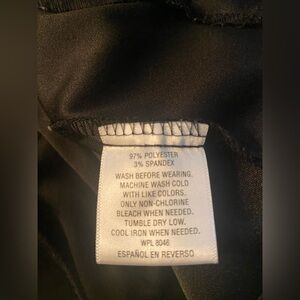 97% POLYESTER
3% SPANDEX
WASH BEFORE WEARING.
MACHINE WASH COLD
WITH LIKE COLORS.
ONLY NON-CHLORINE
BLEACH WHEN NEEDED.
TUMBLE DRY LOW.
COOL IRON WHEN NEEDED.
WPL 8046
ESPAÑOL EN REVERSO